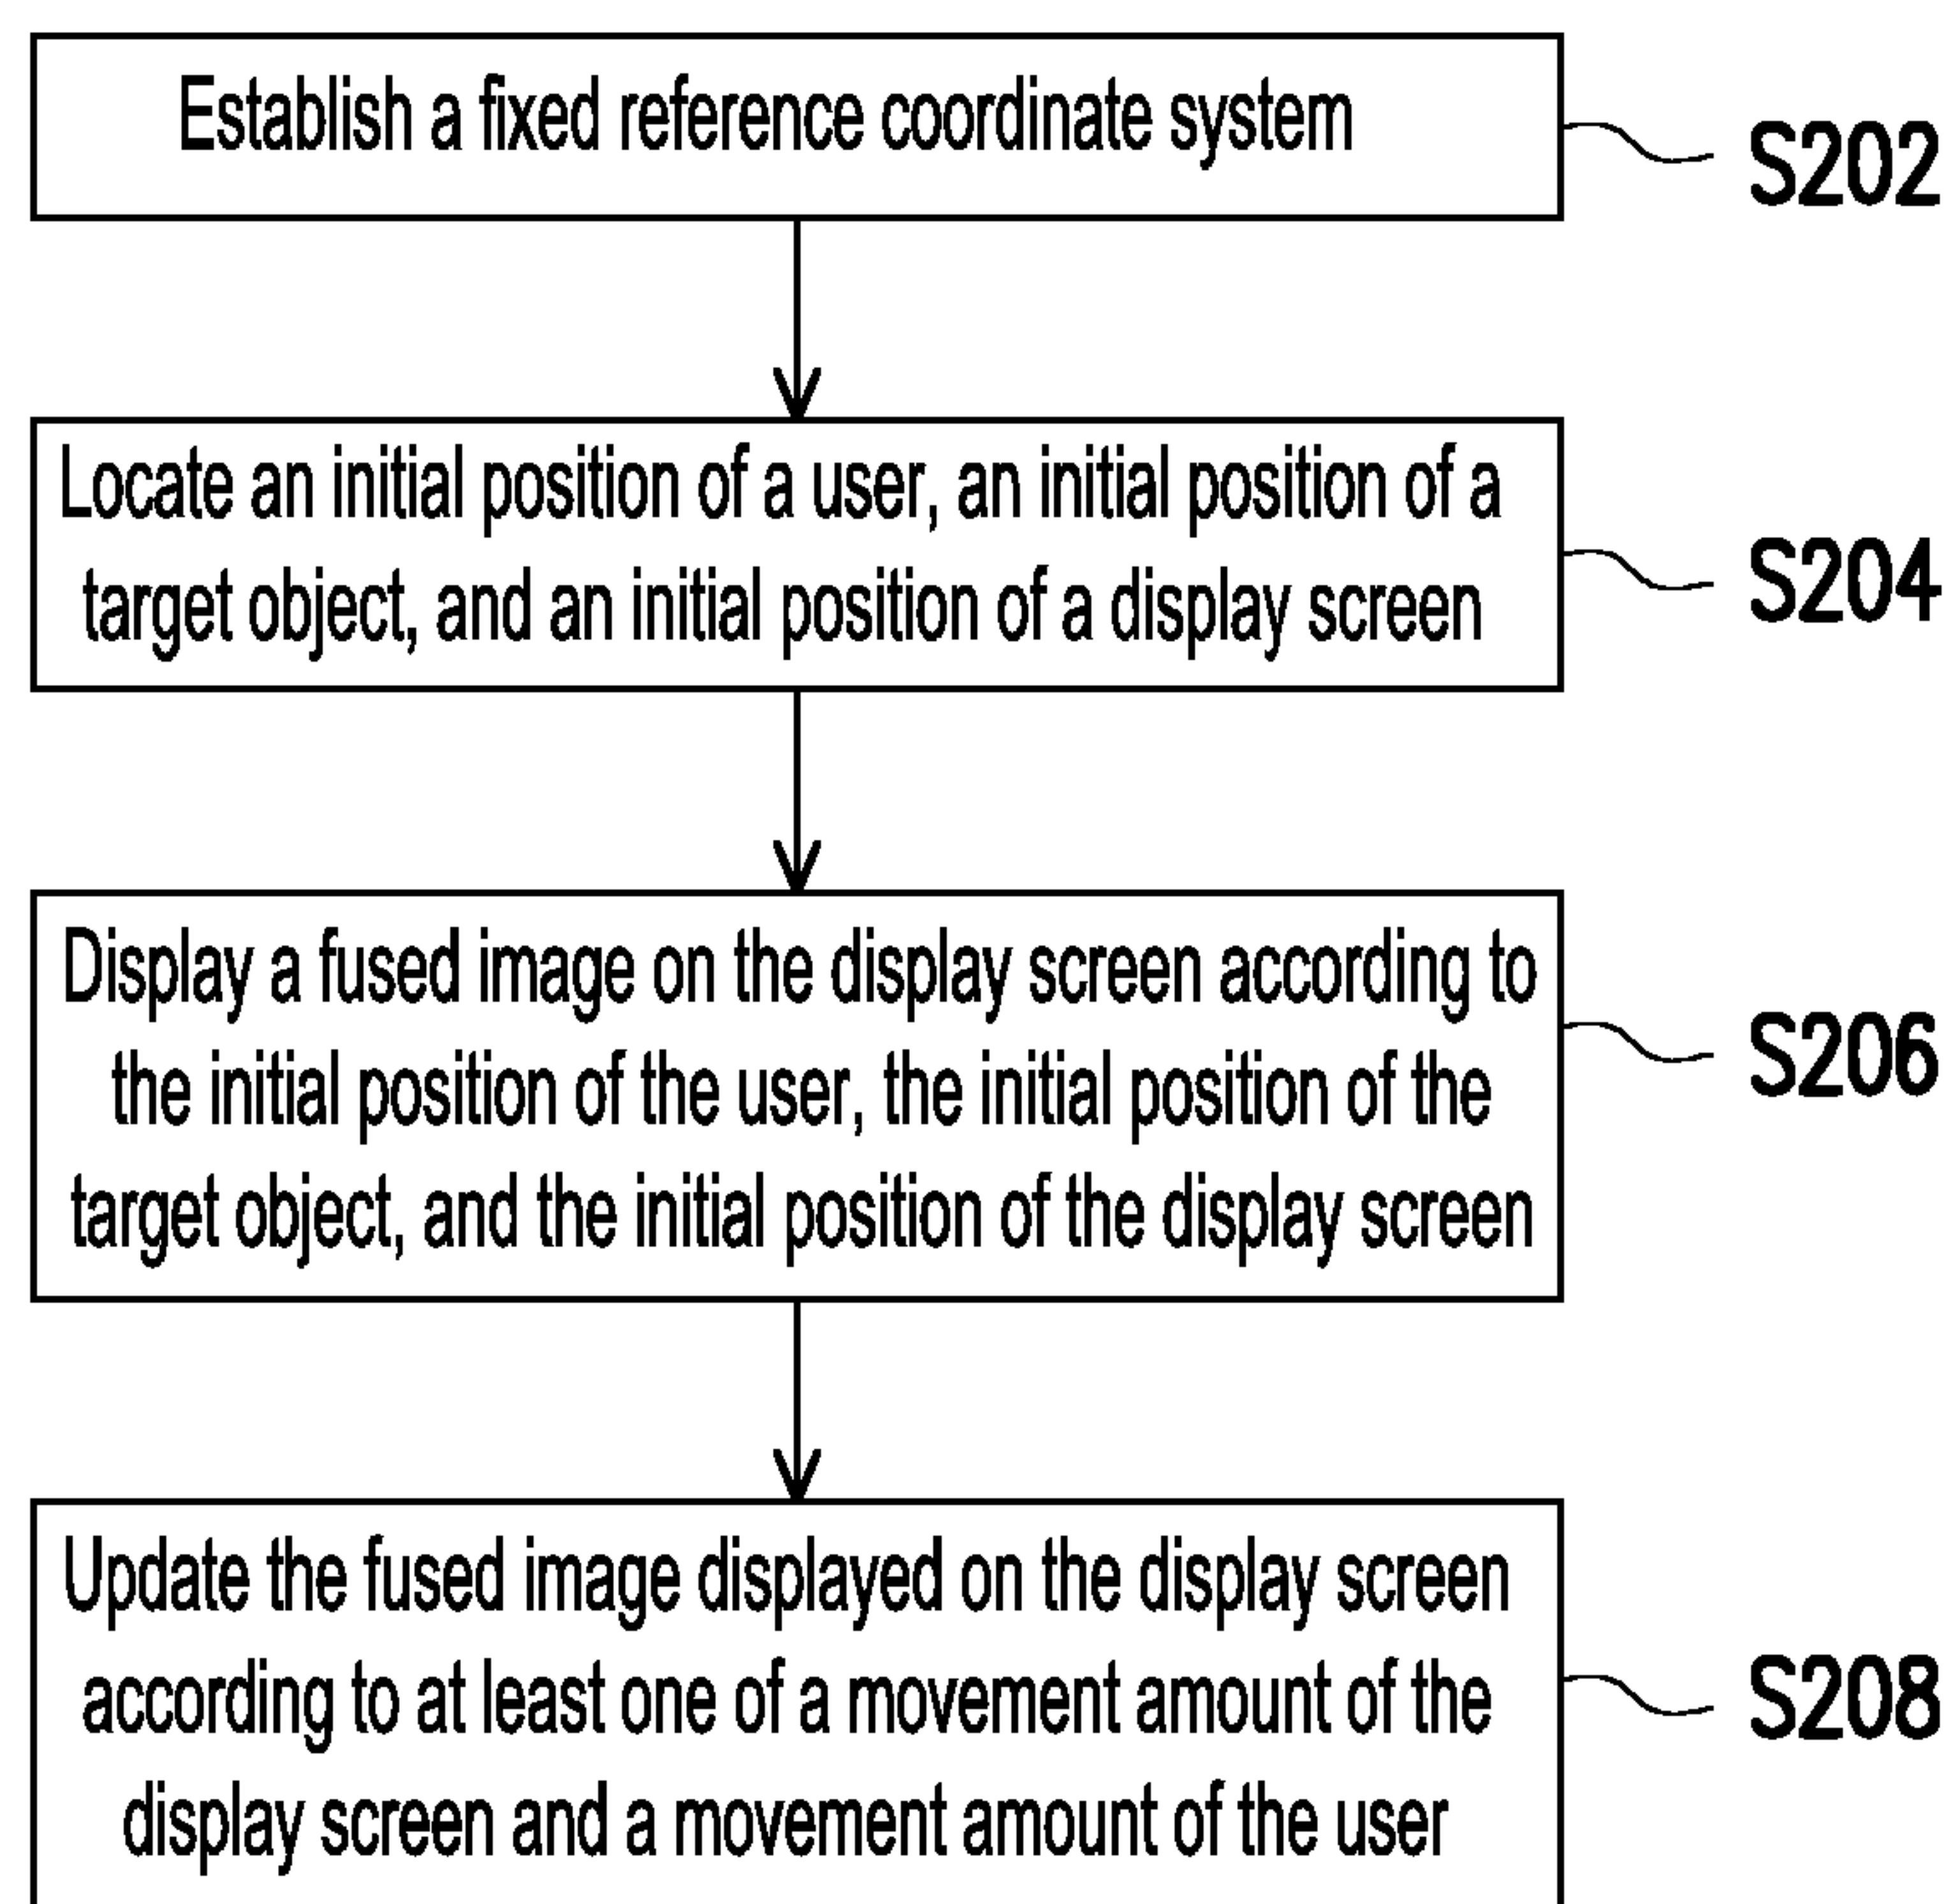 Establish a fixed reference coordinate system
S202
Locate an initial position of a user, an initial position of a
target object, and an initial position of a display screen
S204
Display a fused image on the display screen according to
the initial position of the user, the initial position of the
target object, and the initial position of the display screen
S206
Update the fused image displayed on the display screen
according to at least one of a movement amount of the
display screen and a movement amount of the user
S208